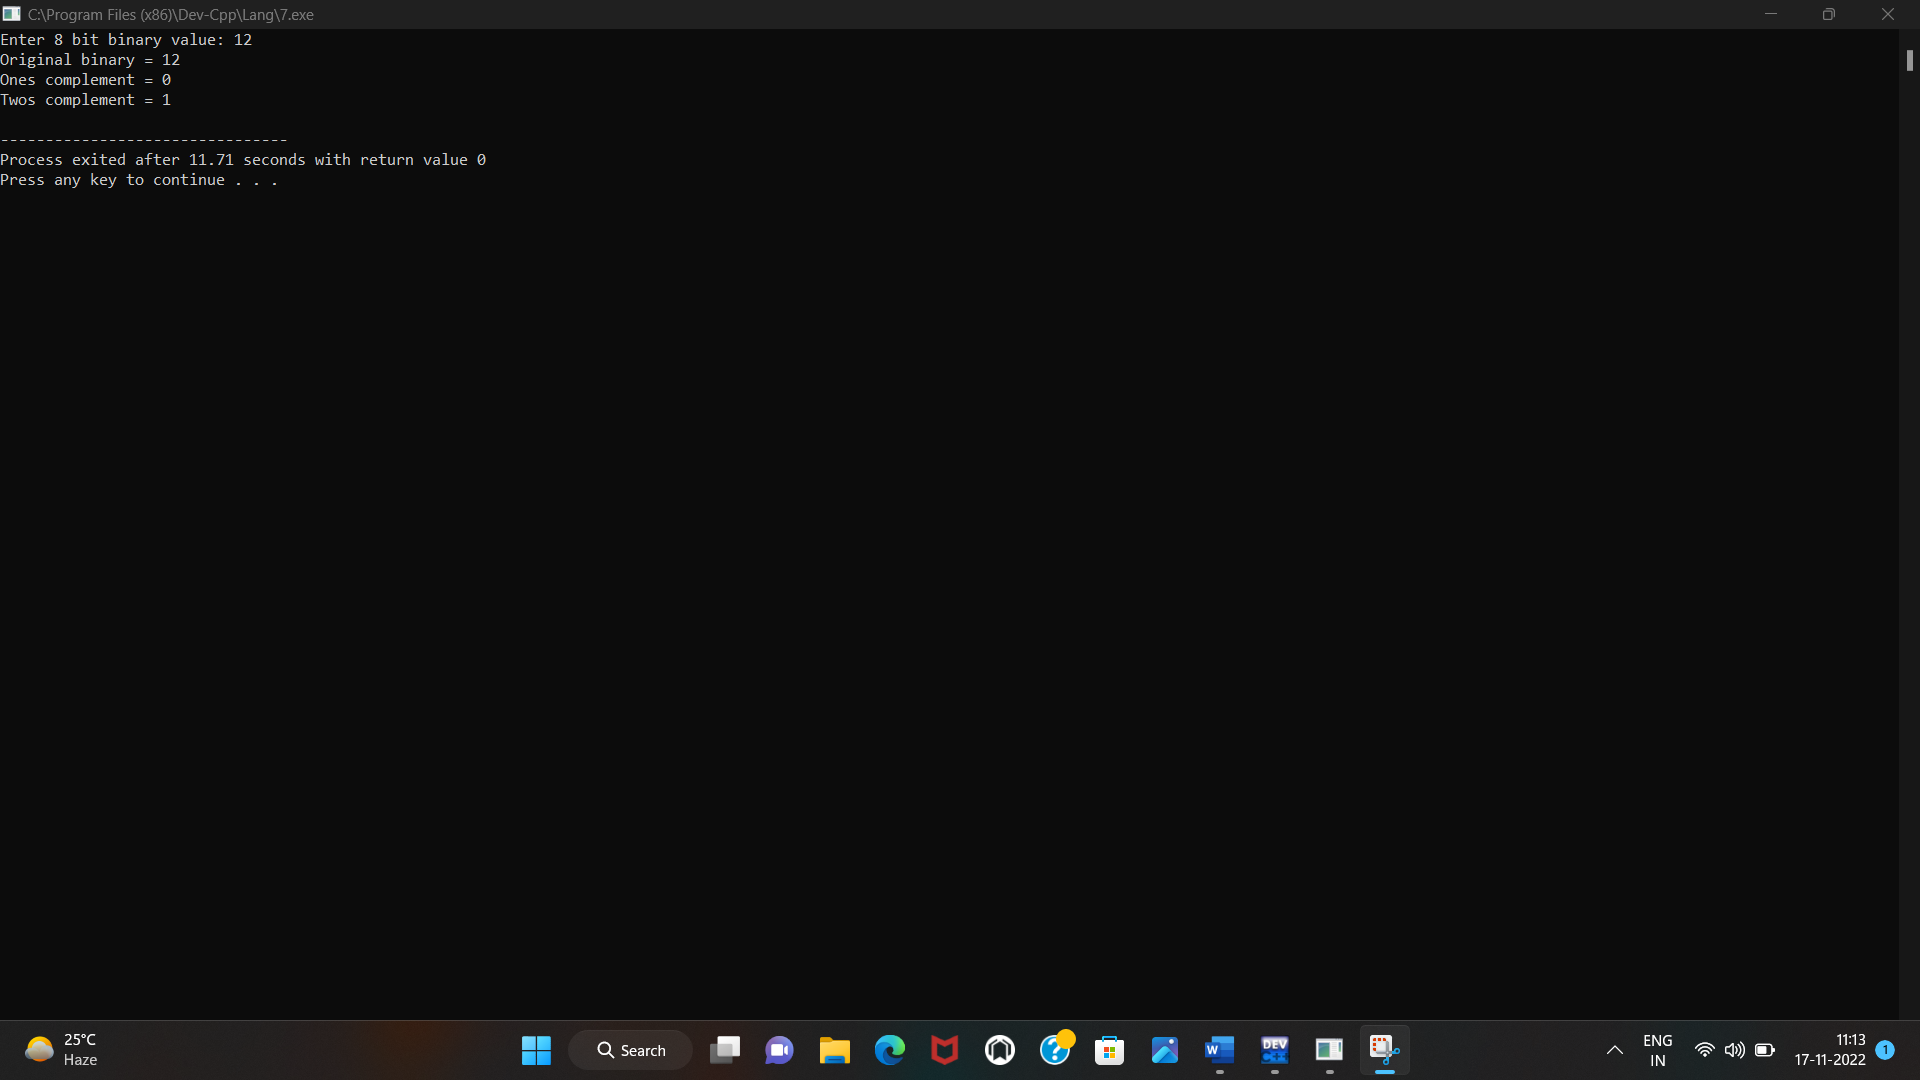 C:\Program Files (x86)\Dev-Cpp\Lang\7.exe
Enter 8 bit binary value: 12
Original binary = 12
Ones complement = 0
Twos complement = 1
--------------------------------
Process exited after 11.71 seconds with return value 0
Press any key to continue . . .
25°C
Haze
Search
W
DEV
C++
ENG
IN
11:13
17-11-2022
1